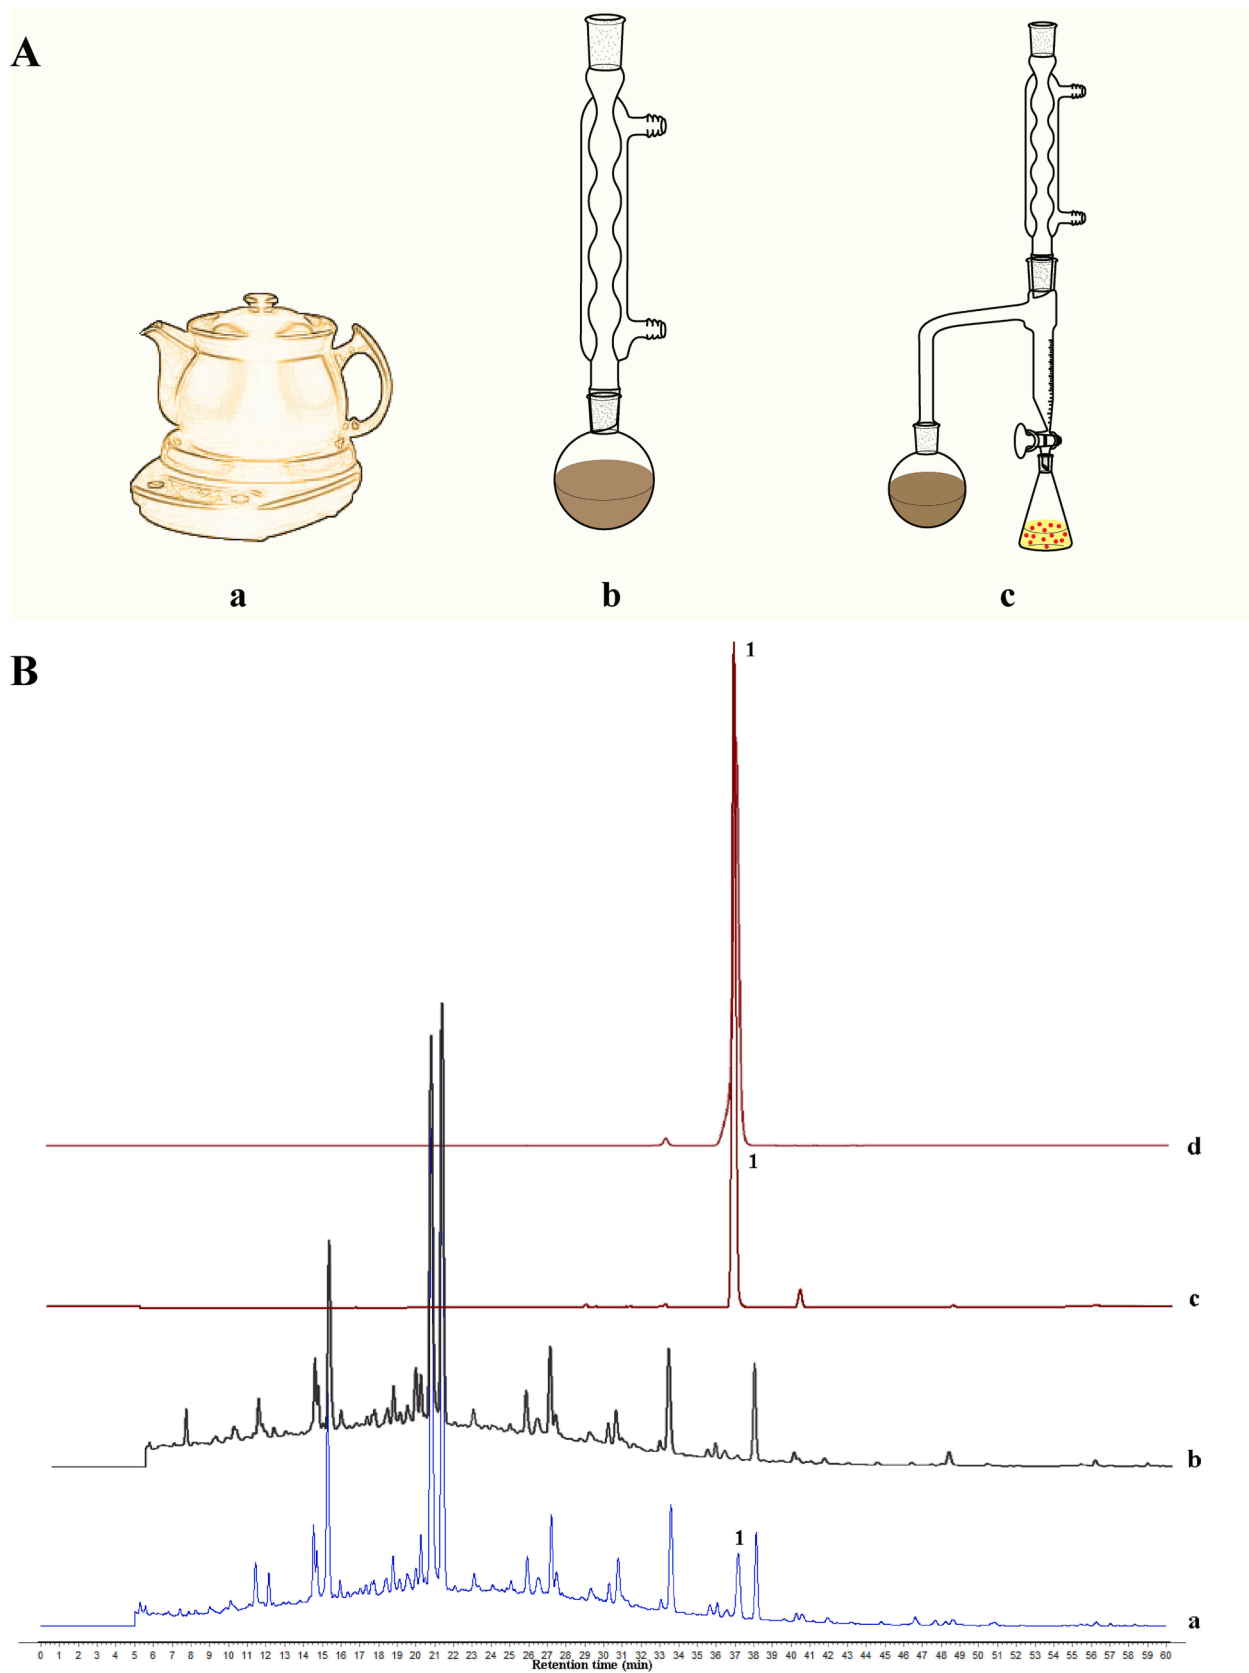 A
a b c
B
1
d
1
c
b
1
a
0 1 2 3 4 5 6 7 8 9 10 11 12 13 14 15 16 17 18 19 20 21 22 23 24 25 26 27 28 29 30 31 32 33 34 35 36 37 38 39 40 41 42 43 44 45 46 47 48 49 50 51 52 53 54 55 56 57 58 59 60
Retention time (min)